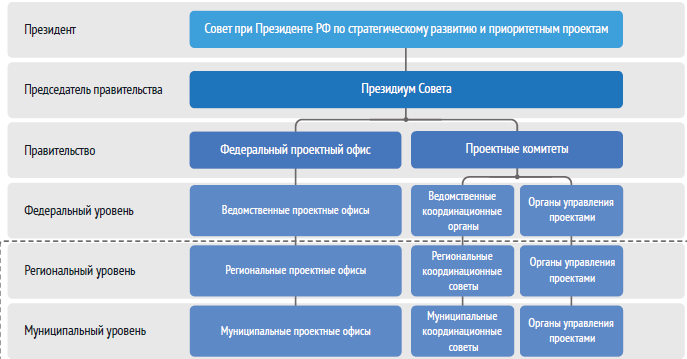 Президент
Совет при Президенте РФ по стратегическому развитию и приоритетным проектам
Председатель правительства
Президиум Совета
Правительство
Федеральный проектный офис
Проектные комитеты
Федеральный уровень
Ведомственные проектные офисы
Ведомственные
координационные
органы
Органы управления
проектами
Региональный уровень
Региональные проектные офисы
Региональные
координационные
советы
Органы управления
проектами
Муниципальный уровень
Муниципальные проектные офисы
Муниципальные
координационные
советы
Органы управления
проектами